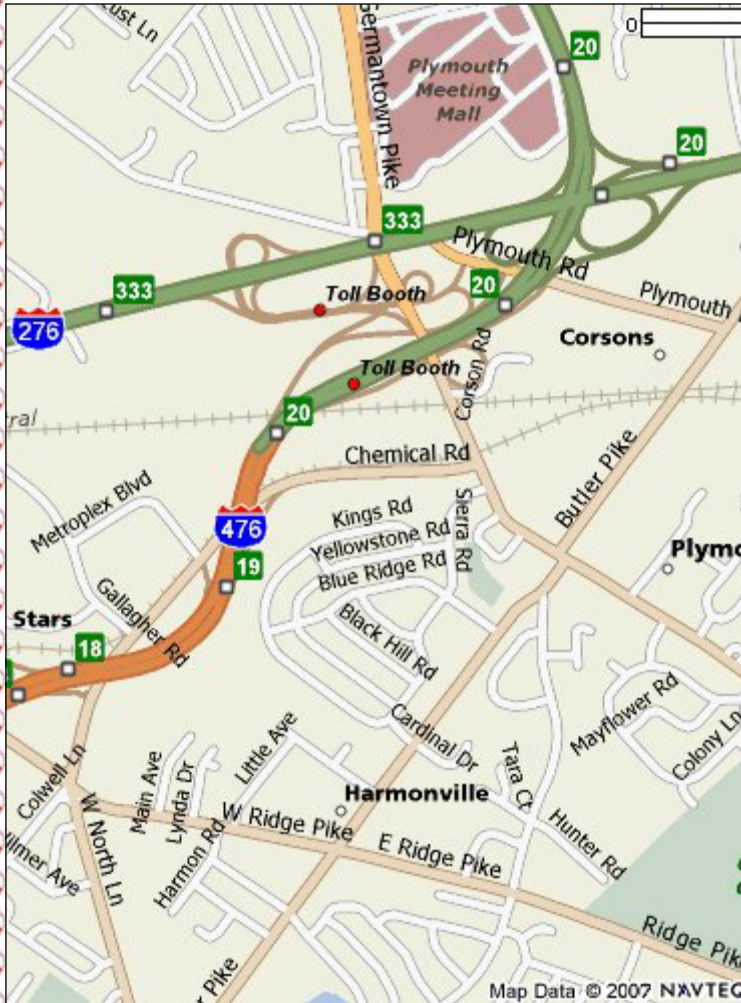 ust Ln
Germantown Pike
Plymouth
Meeting
Mall
0
20
20
333
Plymouth Rd
333
Toll Booth
20
Plymouth
276
Corsons
Toll Booth
Corson Rd
ral
20
Chemical Rd
Butler Pike
Metroplex Blvd
476
Kings Rd
Sierra Rd
Yellowstone Rd
Plymo
Blue Ridge Rd
19
Gallagher Rd
Stars
Black Hill Rd
18
Mayflower Rd
Cardinal Dr
Little Ave
Colony Ln
Colwell Ln
Main Ave
Lynda Dr
Tara Ct
Harmonville
W Ridge Pike
Hunter Rd
W North Ln
E Ridge Pike
Harmon Rd
ilmer Ave
Ridge Pik
r Pike
Map Data © 2007 NAVTEQ